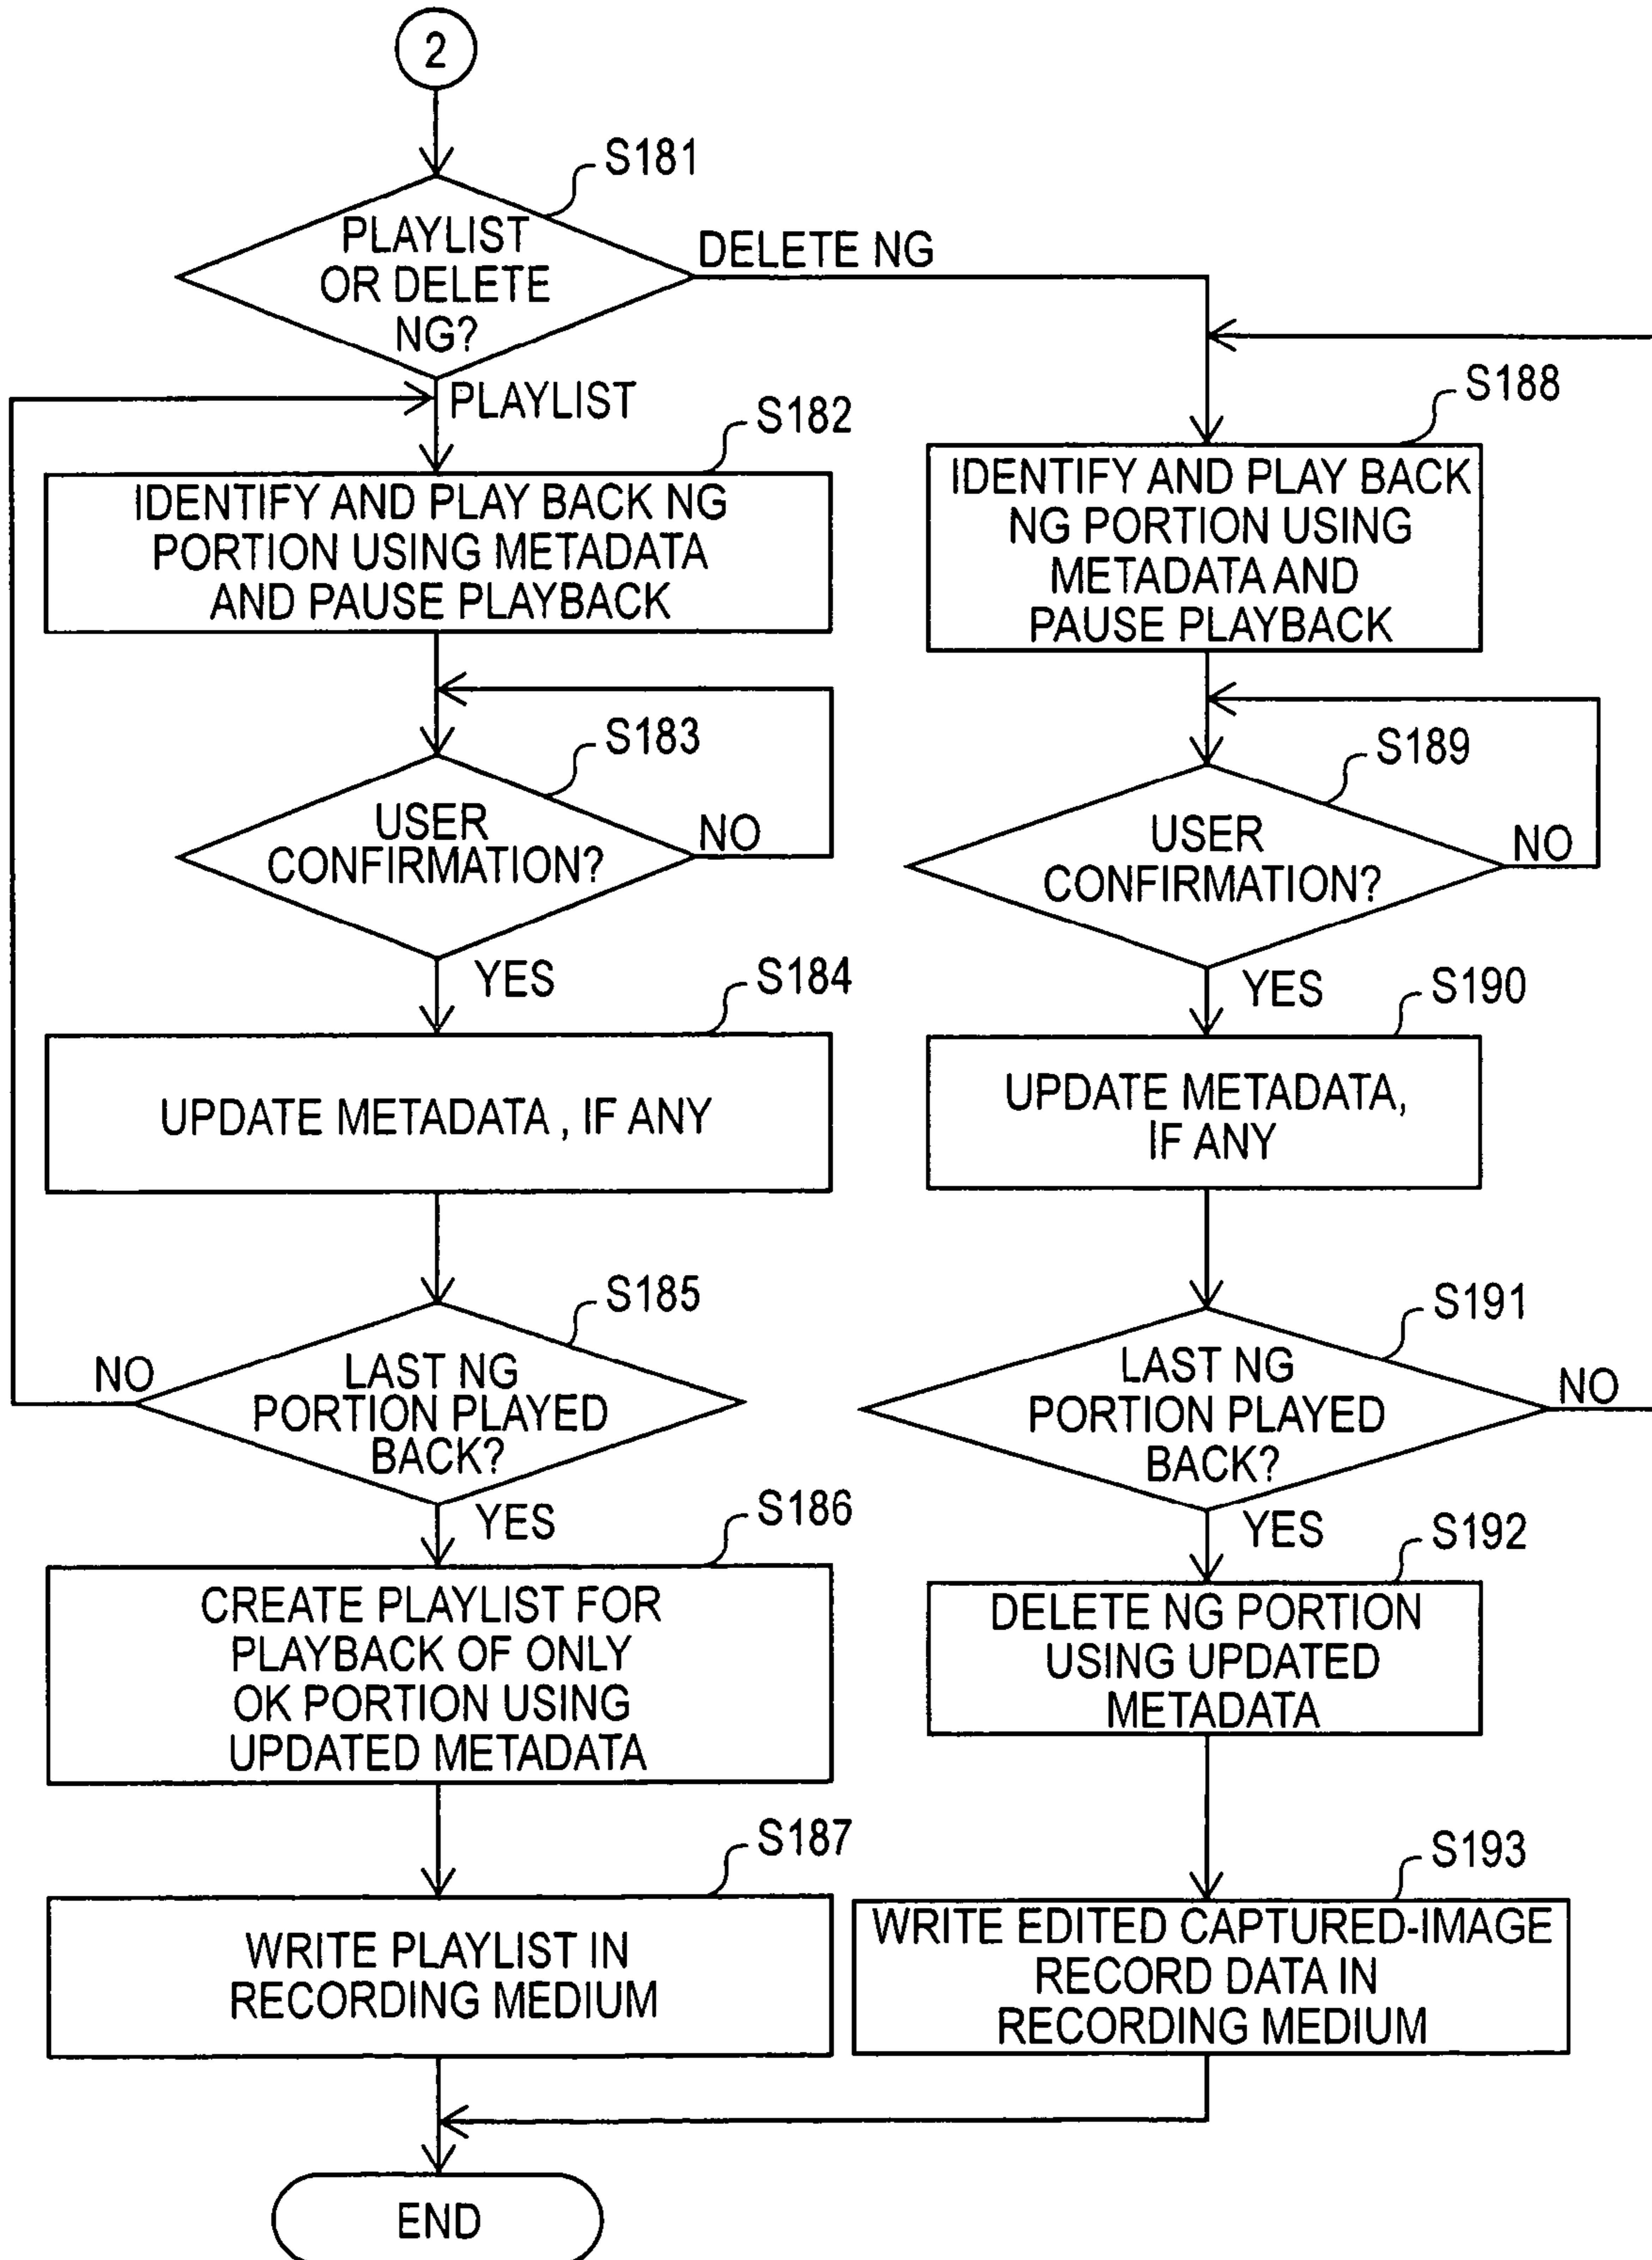 2
S181
PLAYLIST
OR DELETE
NG?
DELETE NG
PLAYLIST
S182
IDENTIFY AND PLAY BACK NG
PORTION USING METADATA
AND PAUSE PLAYBACK
S183
USER
CONFIRMATION?
NO
YES
S184
UPDATE METADATA , IF ANY
S185
LAST NG
PORTION PLAYED
BACK?
NO
YES
S186
CREATE PLAYLIST FOR
PLAYBACK OF ONLY
OK PORTION USING
UPDATED METADATA
S187
WRITE PLAYLIST IN
RECORDING MEDIUM
S188
IDENTIFY AND PLAY BACK
NG PORTION USING
METADATA AND
PAUSE PLAYBACK
S189
USER
CONFIRMATION?
NO
YES
S190
UPDATE METADATA,
IF ANY
S191
LAST NG
PORTION PLAYED
BACK?
NO
YES
S192
DELETE NG PORTION
USING UPDATED
METADATA
S193
WRITE EDITED CAPTURED-IMAGE
RECORD DATA IN
RECORDING MEDIUM
END